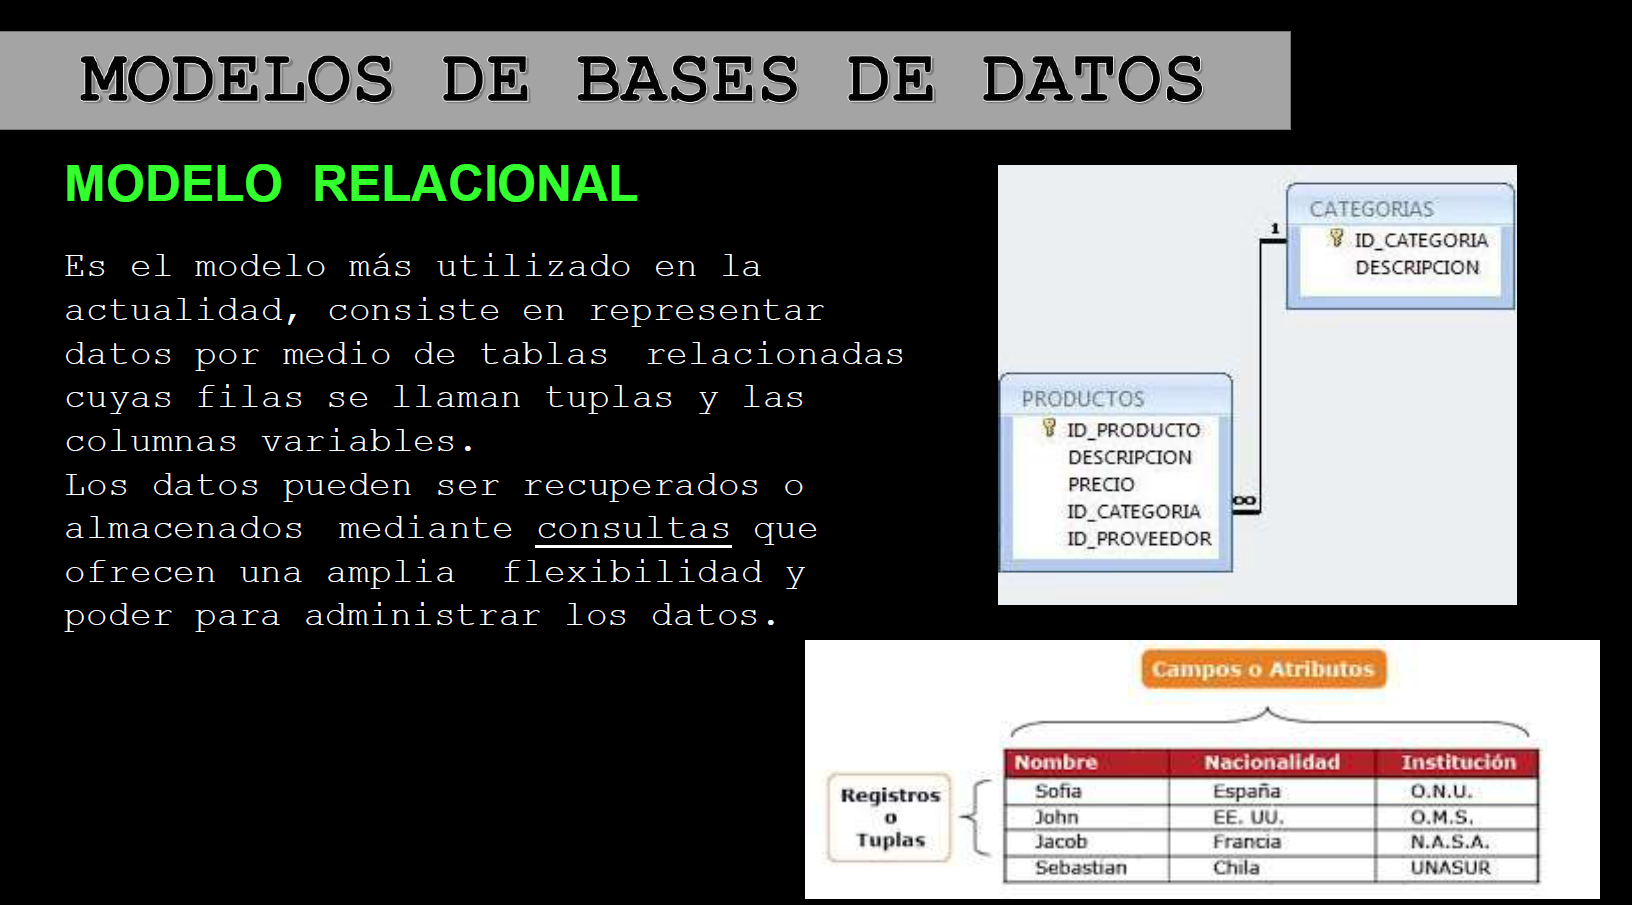 MODELOS DE BASES DE DATOS
MODELO RELACIONAL
Es el modelo más utilizado en la
actualidad, consiste en representar
datos por medio de tablas relacionadas
cuyas filas se llaman tuplas y las
columnas variables.
Los datos pueden ser recuperados o
almacenados mediante consultas que
ofrecen una amplia flexibilidad y
poder para administrar los datos.
CATEGORIAS
1
ID_CATEGORIA
DESCRIPCION
PRODUCTOS
ID_PRODUCTO
DESCRIPCION
PRECIO
∞
ID_CATEGORIA
ID_PROVEEDOR
Campos o Atributos
Registros
o
Tuplas
Nombre Nacionalidad Institución
Sofia España O.N.U.
John EE. UU. O.M.S.
Jacob Francia N.A.S.A.
Sebastian Chila UNASUR